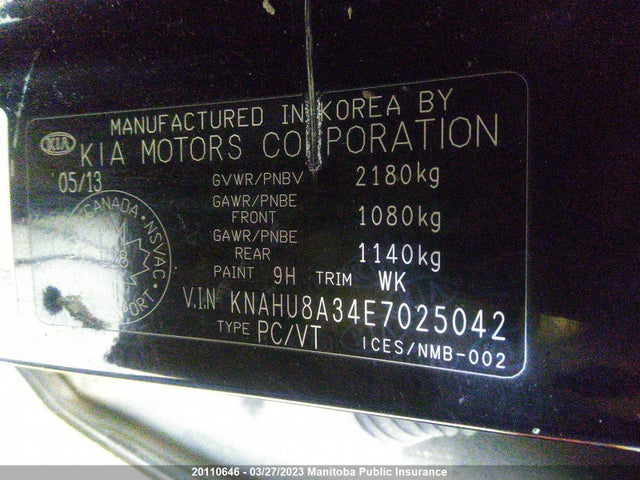 MANUFACTURED IN KOREA BY
KIA KIA MOTORS CORPORATION
05/13
GVWR/PNBV 2180kg
GAWR/PNBE FRONT 1080kg
GAWR/PNBE REAR 1140kg
PAINT 9H TRIM WK
V.I.N KNAHU8A34E7025042
TYPE PC/VT ICES/NMB-002
CANADA · NSVAC
20110646 - 03/27/2023 Manitoba Public Insurance